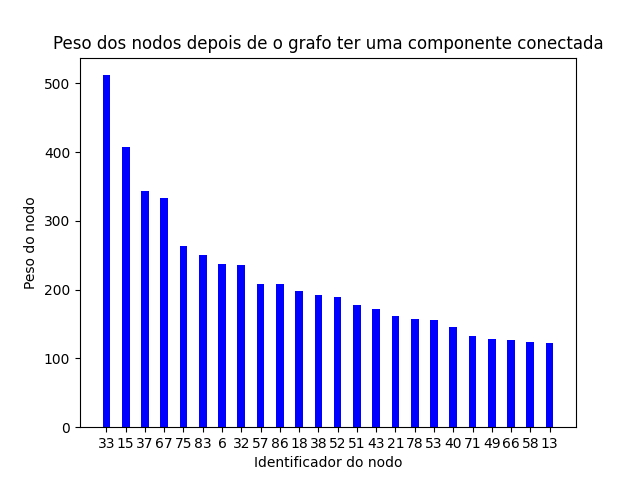 Peso dos nodos depois de o grafo ter uma componente conectada
Peso do nodo
500
400
300
200
100
0
33 15 37 67 75 83 6 32 57 86 18 38 52 51 43 21 78 53 40 71 49 66 58 13
Identificador do nodo